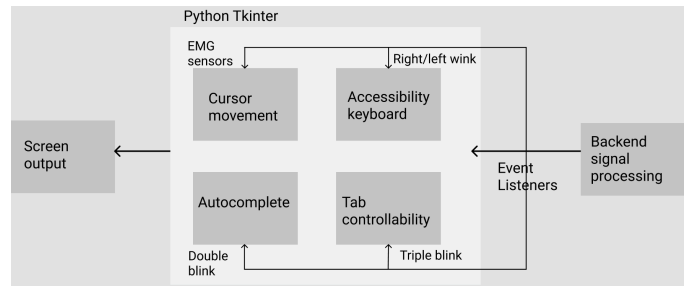 Python Tkinter
EMG
sensors
Right/left wink
Cursor
movement
Accessibility
keyboard
Screen
output
Backend
signal
processing
Event
Listeners
Autocomplete
Tab
controllability
Double
blink
Triple blink